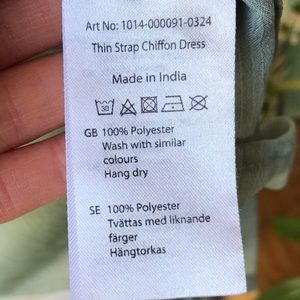 Art No: 1014-000091-0324
Thin Strap Chiffon Dress
Made in India
30
GB 100% Polyester
Wash with similar
colours
Hang dry
SE 100% Polyester
Tvättas med liknande
färger
Hängtorkas